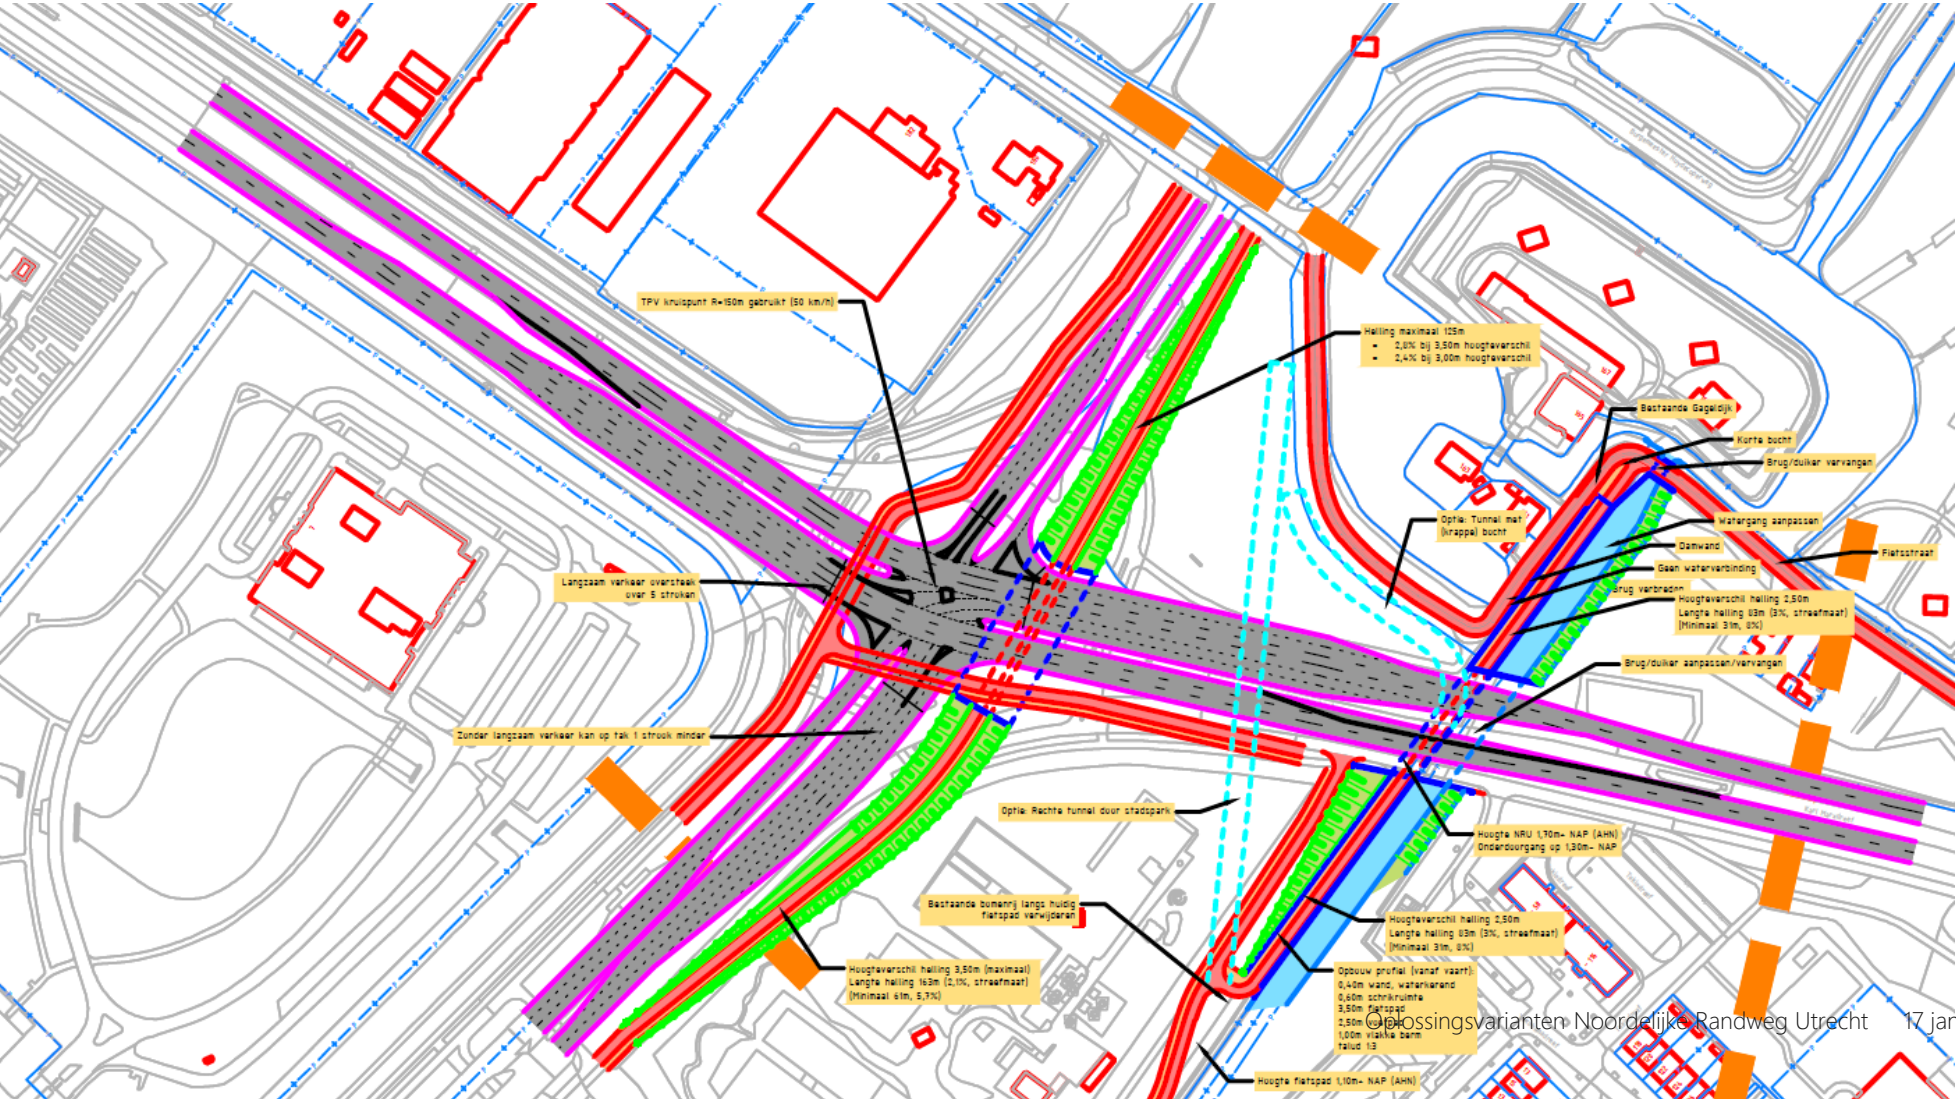 TPV kruispunt R=150m gebruikt (50 km/h)
Helling maximaal 125m
2,8% bij 3,50m hoogteverschil
2,4% bij 3,00m hoogteverschil
Bestaande Gageldijk
Korte bocht
Brug/duiker vervangen
Optie: Tunnel met
(krappe) bocht
Watergang aanpassen
Damwand
Fietsstraat
Geen waterverbinding
Brug verbreden
Langzaam verkeer oversteek
over 5 stroken
Hoogteverschil helling 2,50m
Lengte helling 83m (3%, streefmaat)
(Minimaal 31m, 8%)
Brug/duiker aanpassen/vervangen
Zonder langzaam verkeer kan op tak 1 strook minder
Optie: Rechte tunnel door stadspark
Hoogte NRU 1,70m+ NAP (AHN)
Onderdoorgang op 1,30m- NAP
Bestaande bomenrij langs huidig
fietspad verwijderen
Hoogteverschil helling 2,50m
Lengte helling 83m (3%, streefmaat)
(Minimaal 31m, 8%)
Hoogteverschil helling 3,50m (maximaal)
Lengte helling 163m (2,1%, streefmaat)
(Minimaal 61m, 5,7%)
Opbouw profiel (vanaf vaart):
0,40m wand, waterkerend
0,60m schrikruimte
3,50m fietspad
2,50m
1,00m vlakke berm
talud 1:3
Oplossingsvarianten Noordelijke Randweg Utrecht
17 jan
Hoogte fietspad 1,10m+ NAP (AHN)